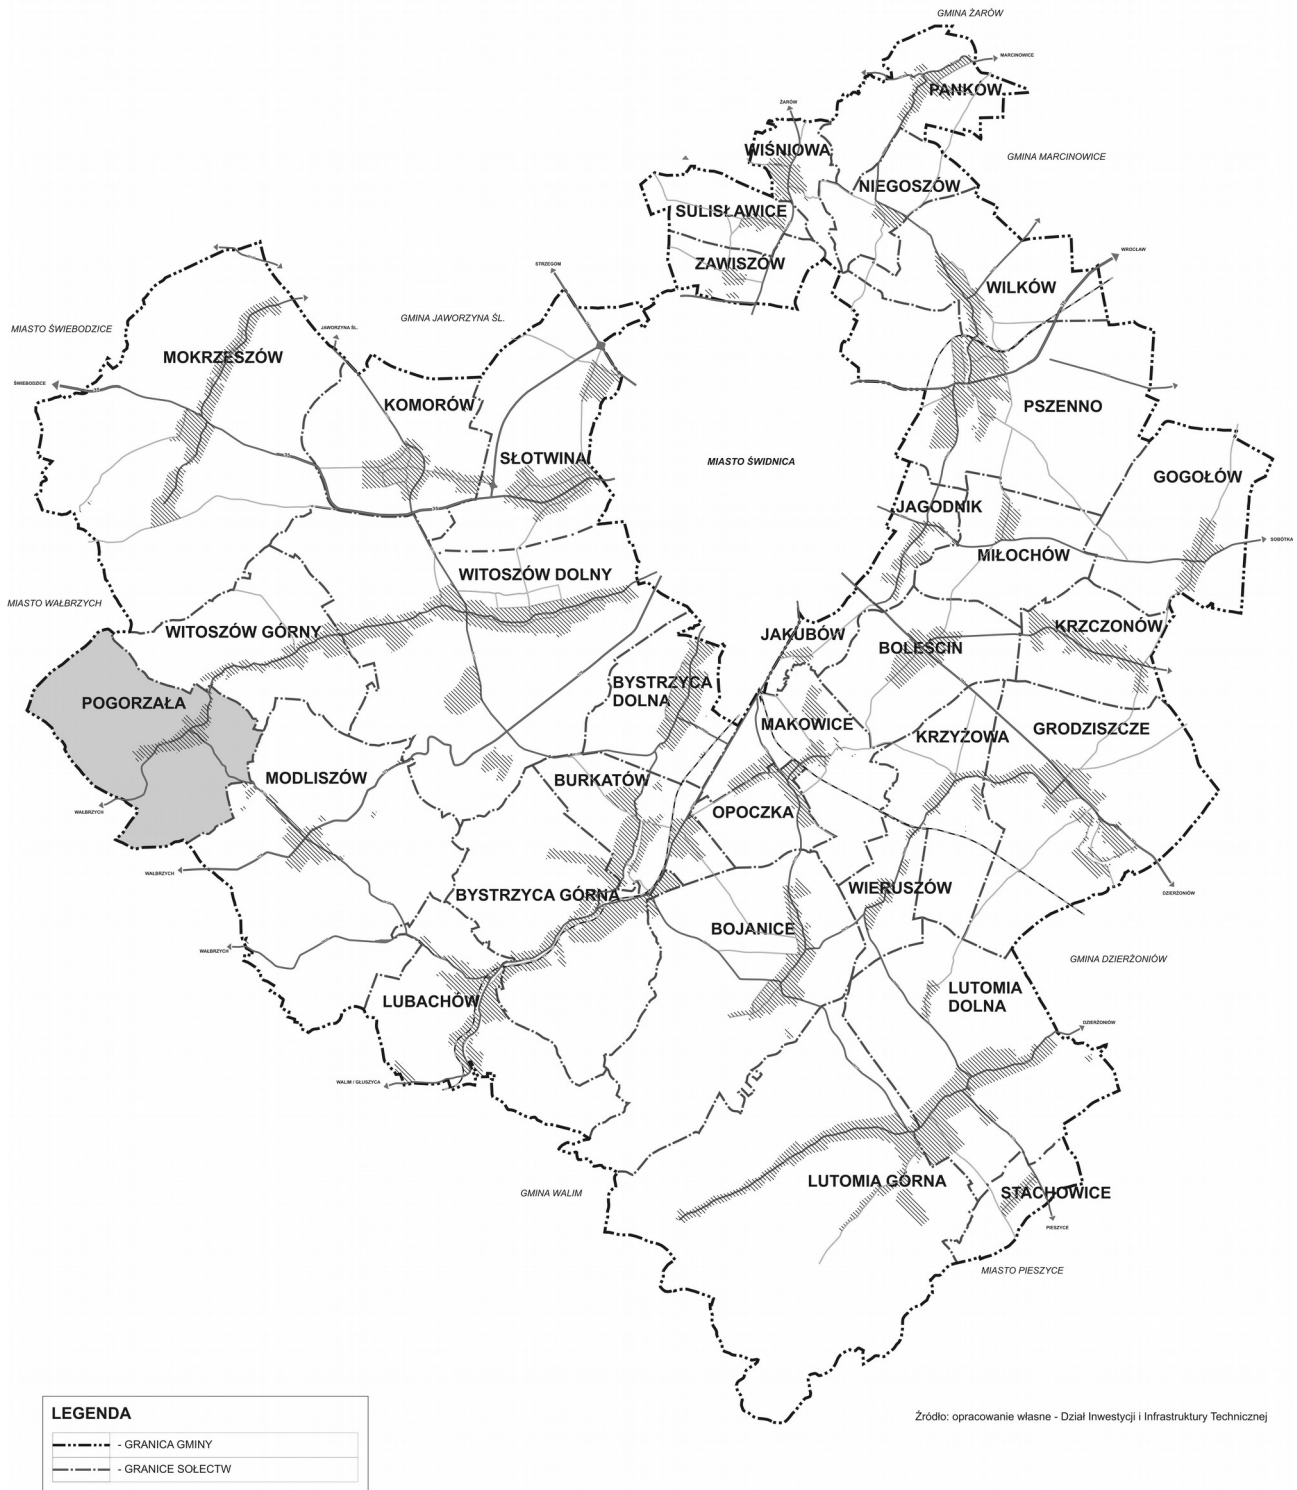 GMINA ŻARÓW
MARCINOWICE
PANKÓW
ŻARÓW
WIŚNIOWA
GMINA MARCINOWICE
NIEGOSZÓW
SULISŁAWICE
WROCŁAW
ZAWISZÓW
STRZEGOM
WILKÓW
GMINA JAWORZYNA ŚL.
MIASTO ŚWIEBODZICE
JAWORZYNA ŚL.
MOKRZESZÓW
ŚWIEBODZICE
KOMORÓW
PSZENNO
SŁOTWINA
MIASTO ŚWIDNICA
GOGOŁÓW
JAGODNIK
SOBÓTKA
MIŁOCHÓW
WITOSZÓW DOLNY
MIASTO WAŁBRZYCH
WITOSZÓW GÓRNY
JAKUBÓW
KRZCZONÓW
BOLEŚCIN
BYSTRZYCA
DOLNA
POGORZAŁA
MAKOWICE
KRZYŻOWA
GRODZISZCZE
MODLISZÓW
BURKATÓW
OPOCZKA
WAŁBRZYCH
WAŁBRZYCH
BYSTRZYCA GÓRNA
WIERUSZÓW
DZIERŻONIÓW
BOJANICE
WAŁBRZYCH
GMINA DZIERŻONIÓW
LUBACHÓW
LUTOMIA
DOLNA
DZIERŻONIÓW
WALIM / GŁUSZYCA
LUTOMIA GÓRNA
STACHOWICE
GMINA WALIM
PIESZYCE
MIASTO PIESZYCE
LEGENDA
- GRANICA GMINY
- GRANICE SOŁECTW
Źródło: opracowanie własne - Dział Inwestycji i Infrastruktury Technicznej